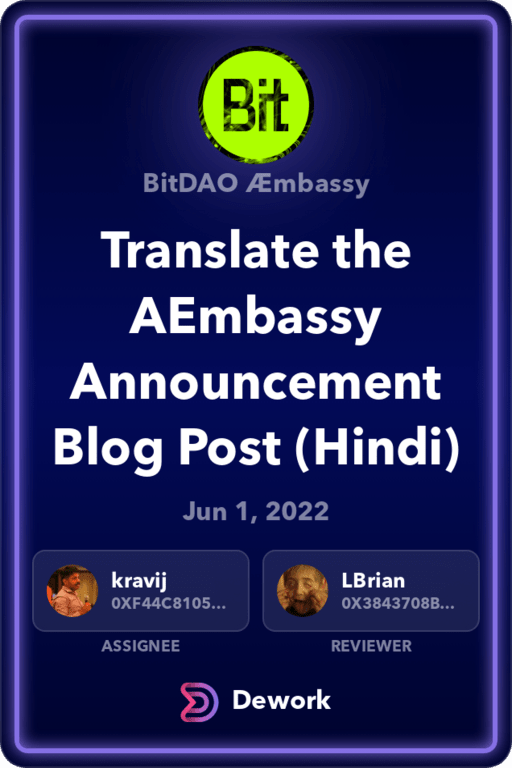 Bit
BitDAO Æmbassy
Translate the
AEmbassy
Announcement
Blog Post (Hindi)
Jun 1, 2022
kravij
0XF44C8105...
LBrian
0X3843708B...
ASSIGNEE
REVIEWER
Dework